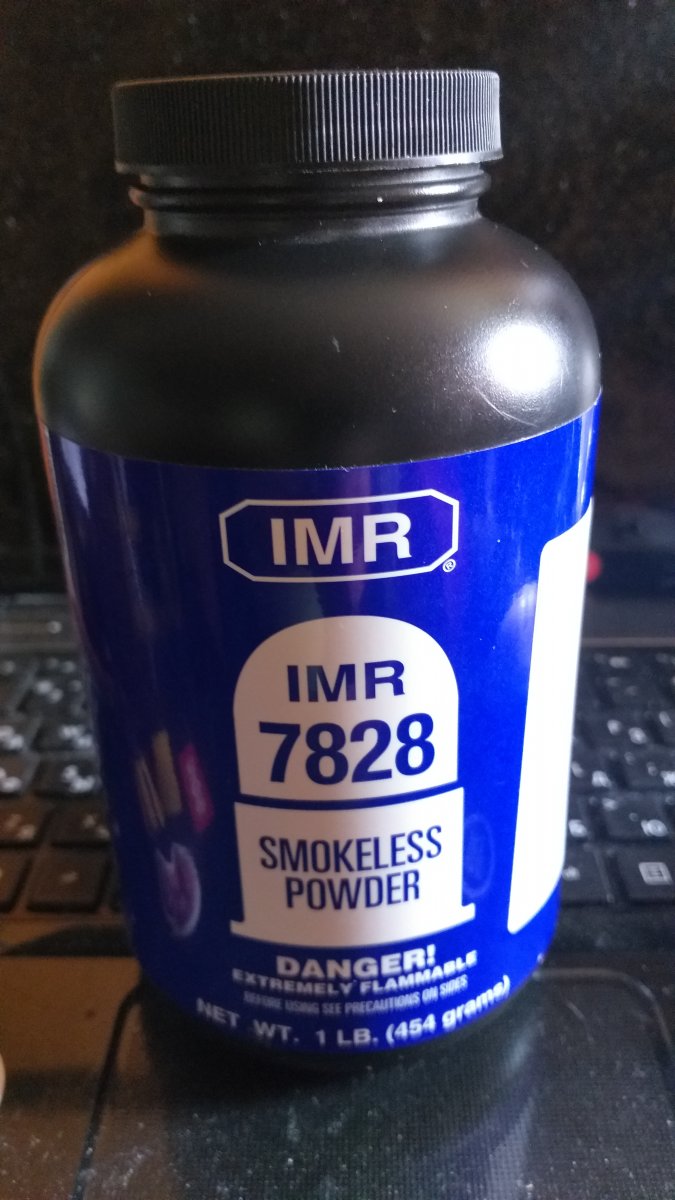 IMR®
IMR
7828
SMOKELESS
POWDER
DANGER!
EXTREMELY FLAMMABLE
BEFORE USING SEE PRECAUTIONS ON SIDES
NET WT. 1 LB. (454 grams)